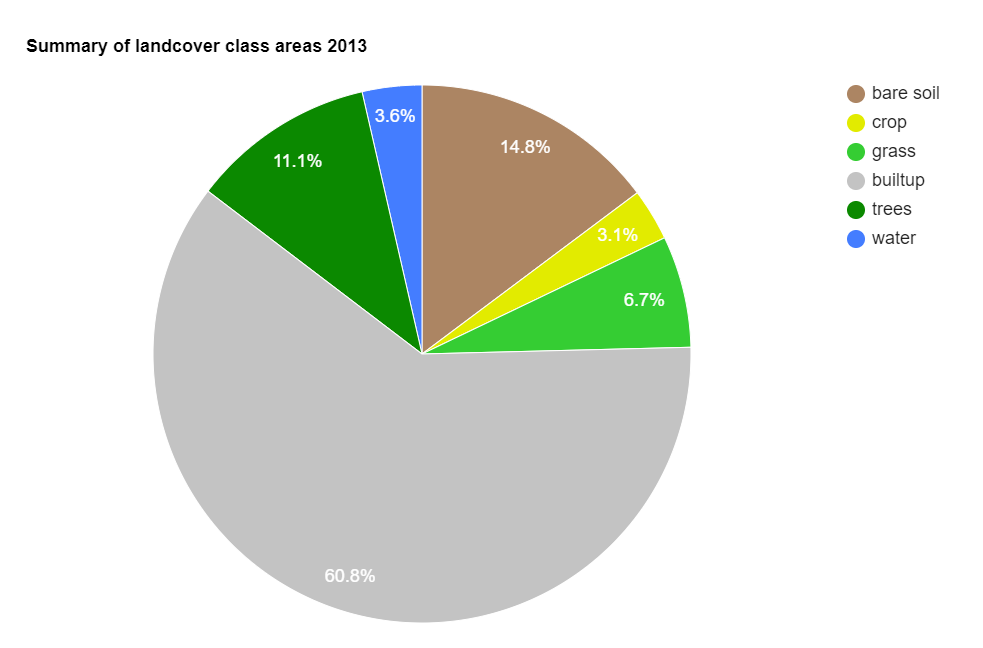 Summary of landcover class areas 2013
bare soil
crop
grass
builtup
trees
water
3.6%
14.8%
11.1%
3.1%
6.7%
60.8%